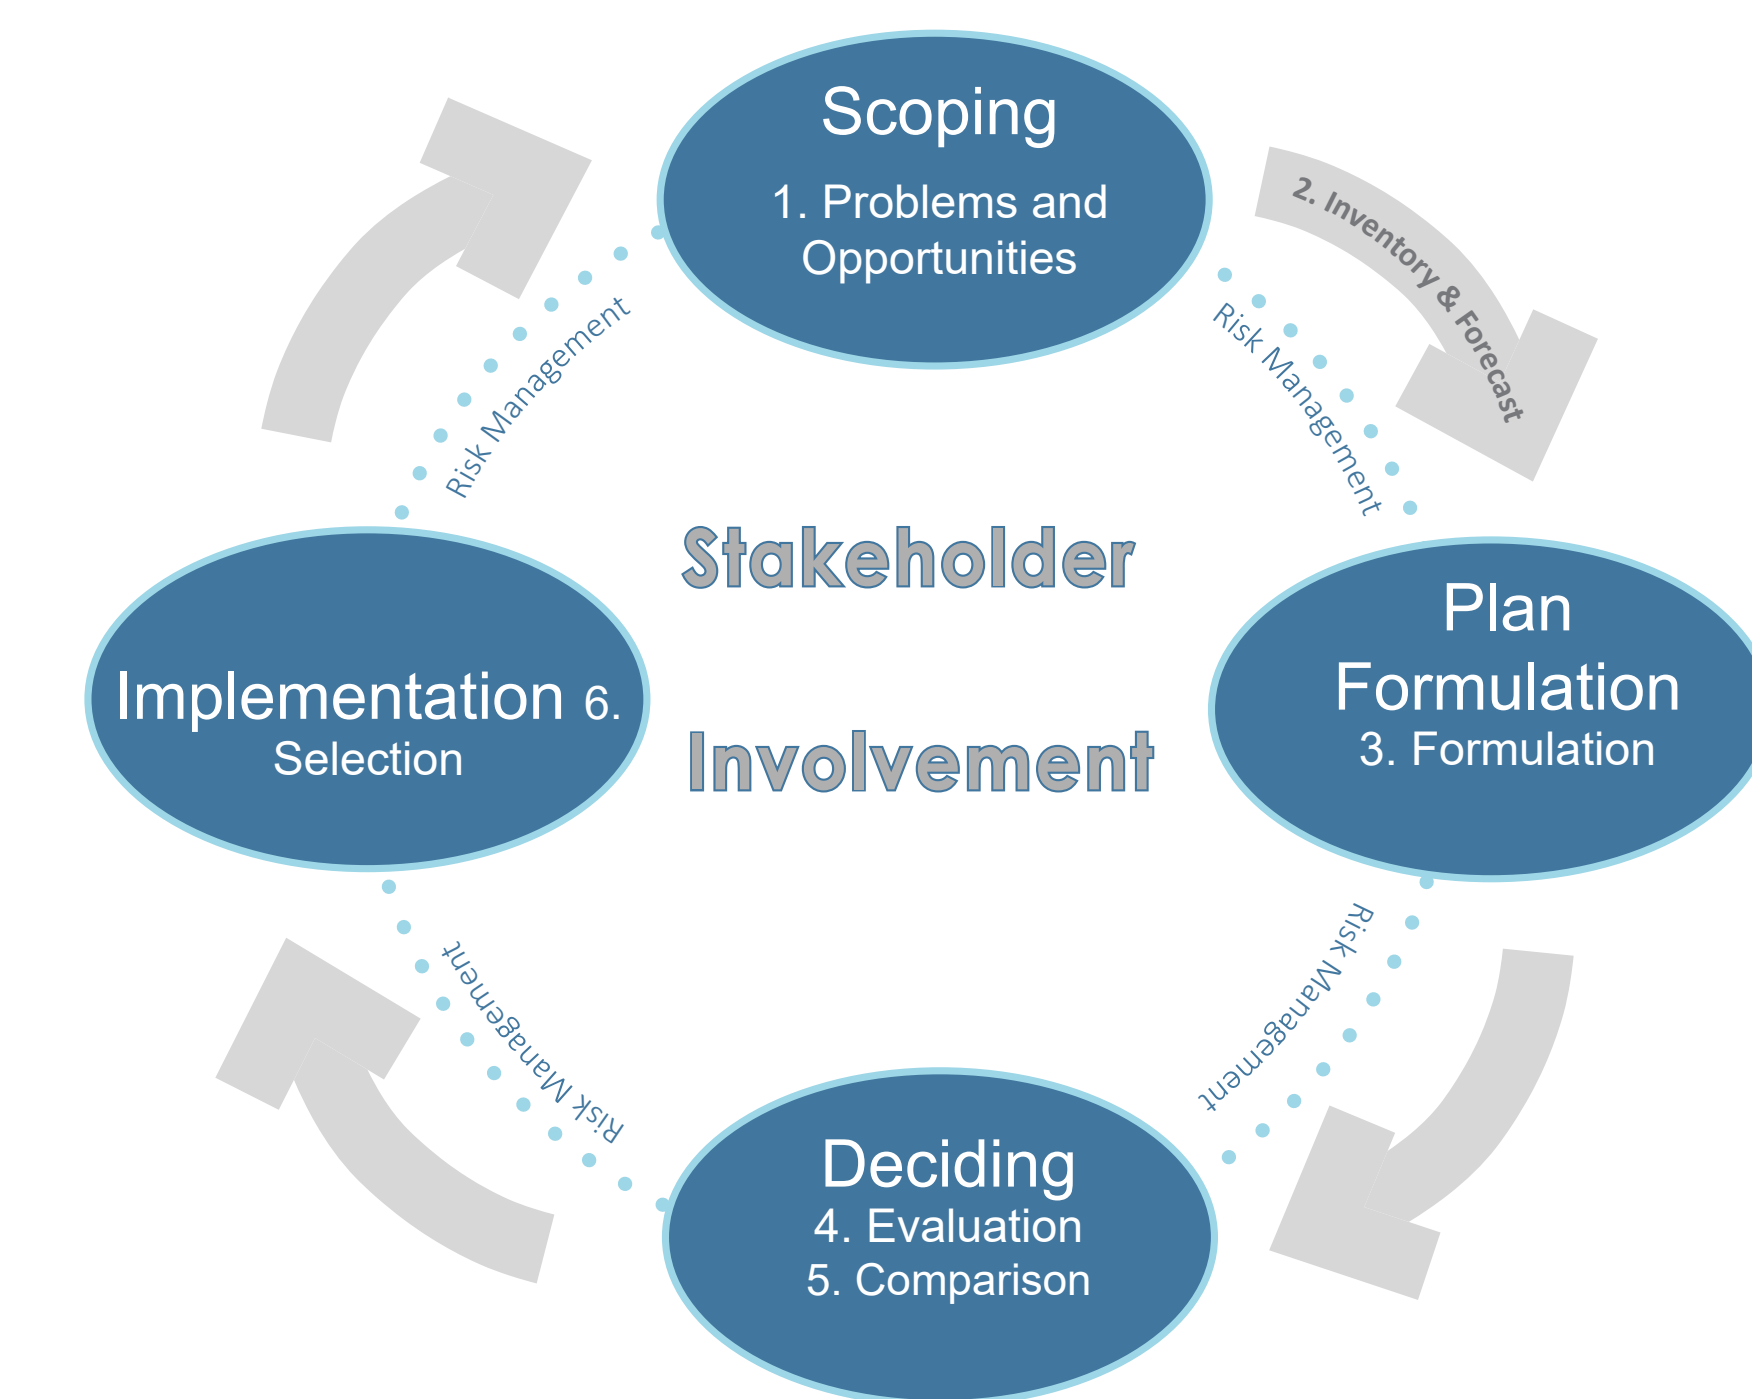 Scoping
1. Problems and
Opportunities
2. Inventory & Forecast
Risk Management
Risk Management
Stakeholder
Involvement
Plan
Formulation
3. Formulation
Implementation 6.
Selection
Risk Management
Risk Management
Deciding
4. Evaluation
5. Comparison